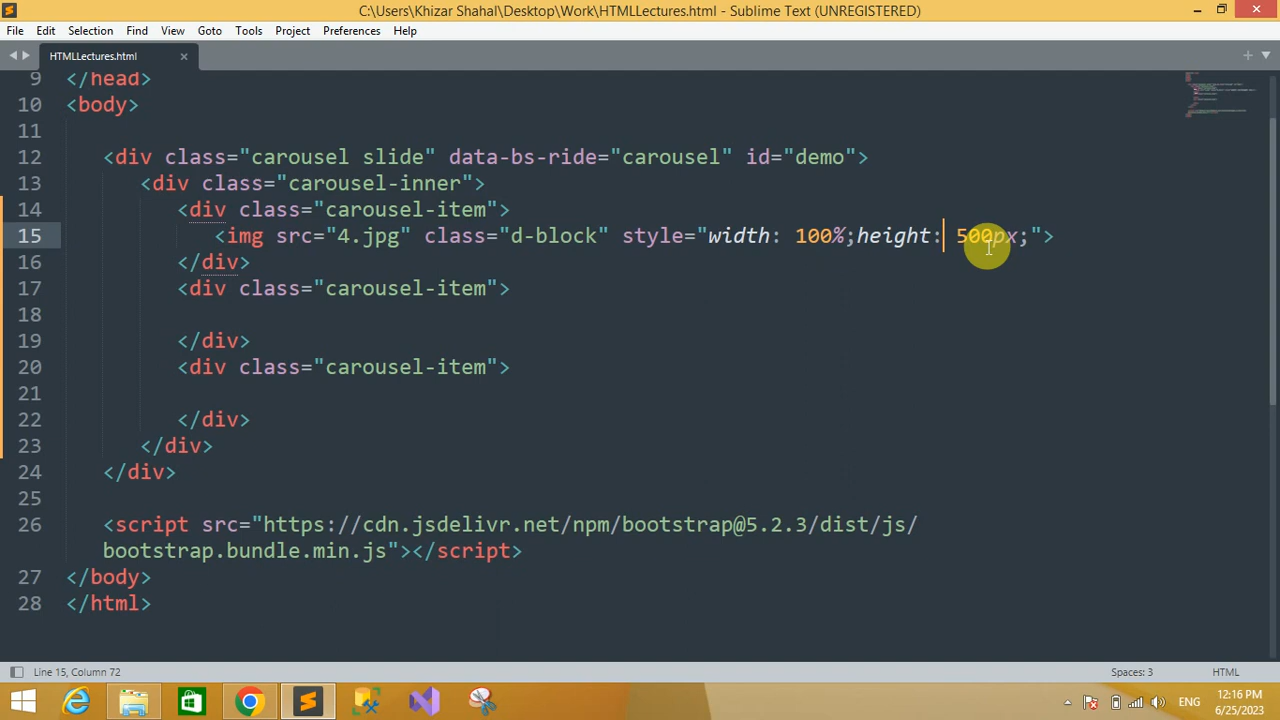 C:\Users\Khizar Shahal\Desktop\Work\HTMLLectures.html - Sublime Text (UNREGISTERED)
File Edit Selection Find View Goto Tools Project Preferences Help
HTMLLectures.html
9 </head>
10 <body>
11
12 <div class="carousel slide" data-bs-ride="carousel" id="demo">
13 <div class="carousel-inner">
14 <div class="carousel-item">
15 <img src="4.jpg" class="d-block" style="width: 100%;height: 500px;">
16 </div>
17 <div class="carousel-item">
18
19 </div>
20 <div class="carousel-item">
21
22 </div>
23 </div>
24 </div>
25
26 <script src="https://cdn.jsdelivr.net/npm/bootstrap@5.2.3/dist/js/
bootstrap.bundle.min.js"></script>
27 </body>
28 </html>
Line 15, Column 72 Spaces: 3 HTML
ENG 12:16 PM
6/25/2023